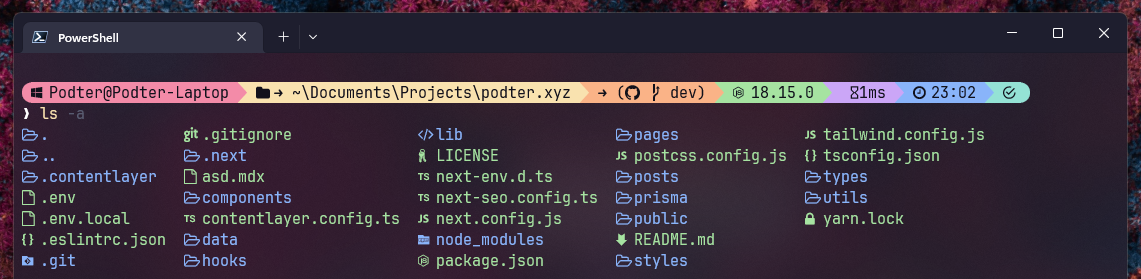 PowerShell
Podter@Podter-Laptop → ~\Documents\Projects\podter.xyz → ( dev) 18.15.0 1ms 23:02
❯ ls -a
. .gitignore lib pages tailwind.config.js
.. .next LICENSE postcss.config.js tsconfig.json
.contentlayer asd.mdx next-env.d.ts posts types
.env components next-seo.config.ts prisma utils
.env.local contentlayer.config.ts next.config.js public yarn.lock
.eslintrc.json data node_modules README.md
.git hooks package.json styles